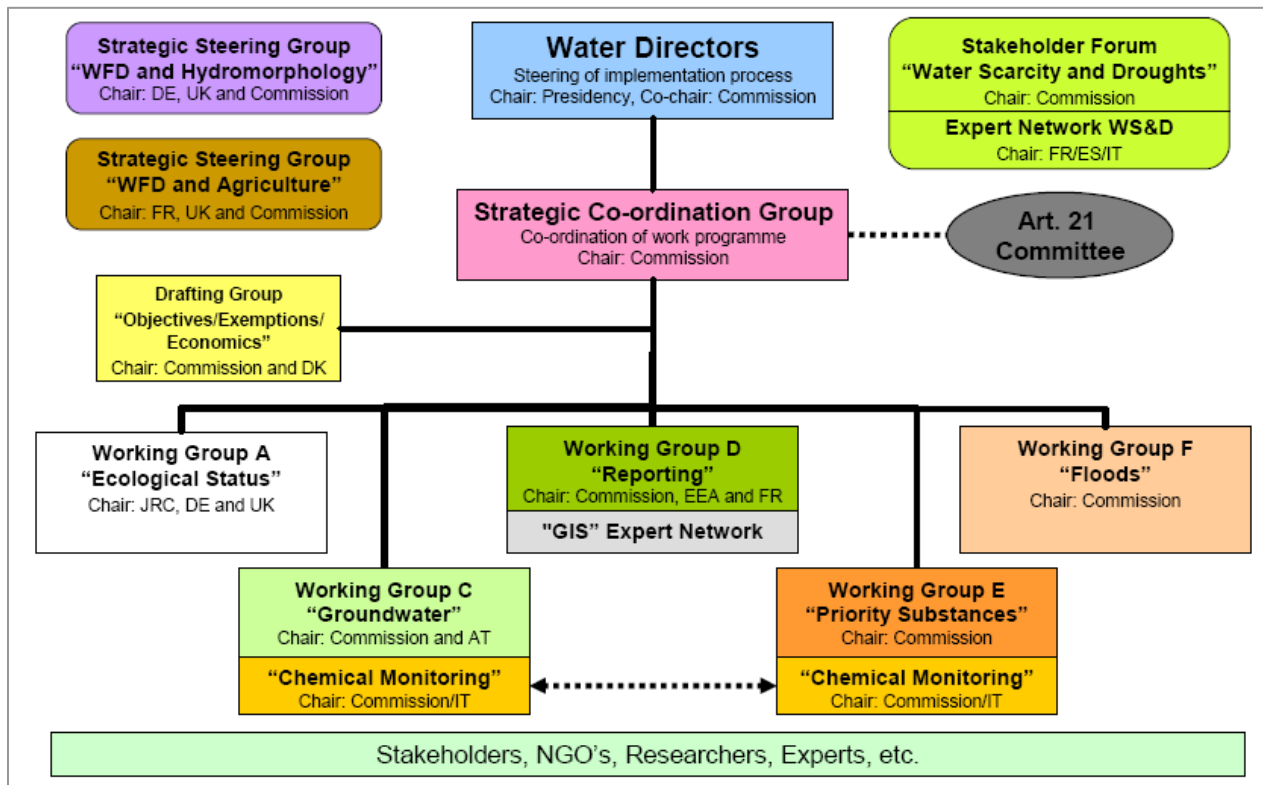 Strategic Steering Group
“WFD and Hydromorphology”
Chair: DE, UK and Commission
Water Directors
Steering of implementation process
Chair: Presidency, Co-chair: Commission
Stakeholder Forum
“Water Scarcity and Droughts”
Chair: Commission
Expert Network WS&D
Chair: FR/ES/IT
Strategic Steering Group
“WFD and Agriculture”
Chair: FR, UK and Commission
Strategic Co-ordination Group
Co-ordination of work programme
Chair: Commission
Art. 21
Committee
Drafting Group
“Objectives/Exemptions/
Economics”
Chair: Commission and DK
Working Group A
“Ecological Status”
Chair: JRC, DE and UK
Working Group D
“Reporting”
Chair: Commission, EEA and FR
"GIS” Expert Network
Working Group F
“Floods”
Chair: Commission
Working Group C
“Groundwater”
Chair: Commission and AT
“Chemical Monitoring”
Chair: Commission/IT
Working Group E
“Priority Substances”
Chair: Commission
“Chemical Monitoring”
Chair: Commission/IT
Stakeholders, NGO’s, Researchers, Experts, etc.